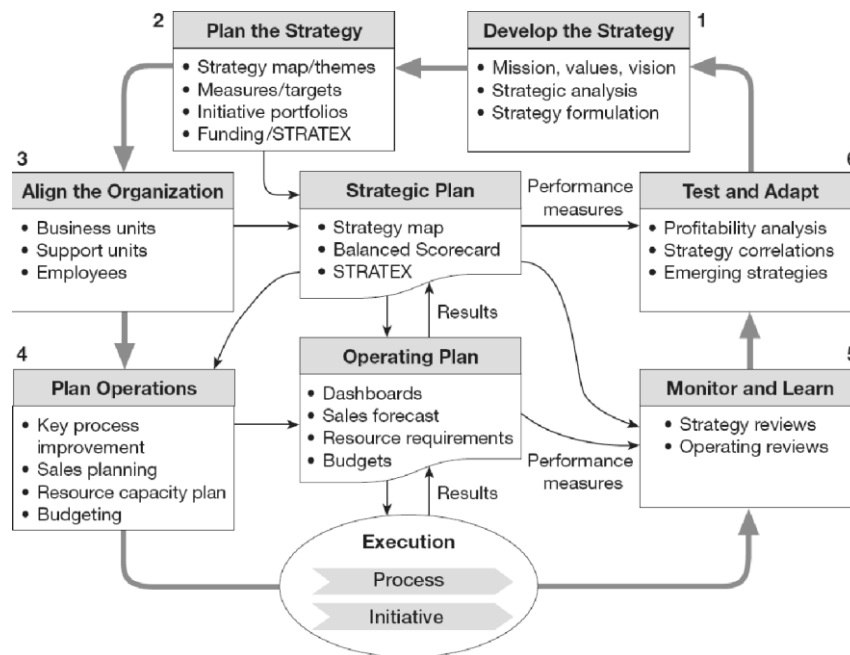 2
Plan the Strategy
• Strategy map/themes
• Measures/targets
• Initiative portfolios
• Funding/STRATEX
1
Develop the Strategy
• Mission, values, vision
• Strategic analysis
• Strategy formulation
3
Align the Organization
• Business units
• Support units
• Employees
Strategic Plan
• Strategy map
• Balanced Scorecard
• STRATEX
Performance
measures
6
Test and Adapt
• Profitability analysis
• Strategy correlations
• Emerging strategies
Results
4
Plan Operations
• Key process
improvement
• Sales planning
• Resource capacity plan
• Budgeting
Operating Plan
• Dashboards
• Sales forecast
• Resource requirements
• Budgets
Performance
measures
5
Monitor and Learn
• Strategy reviews
• Operating reviews
Results
Execution
Process
Initiative